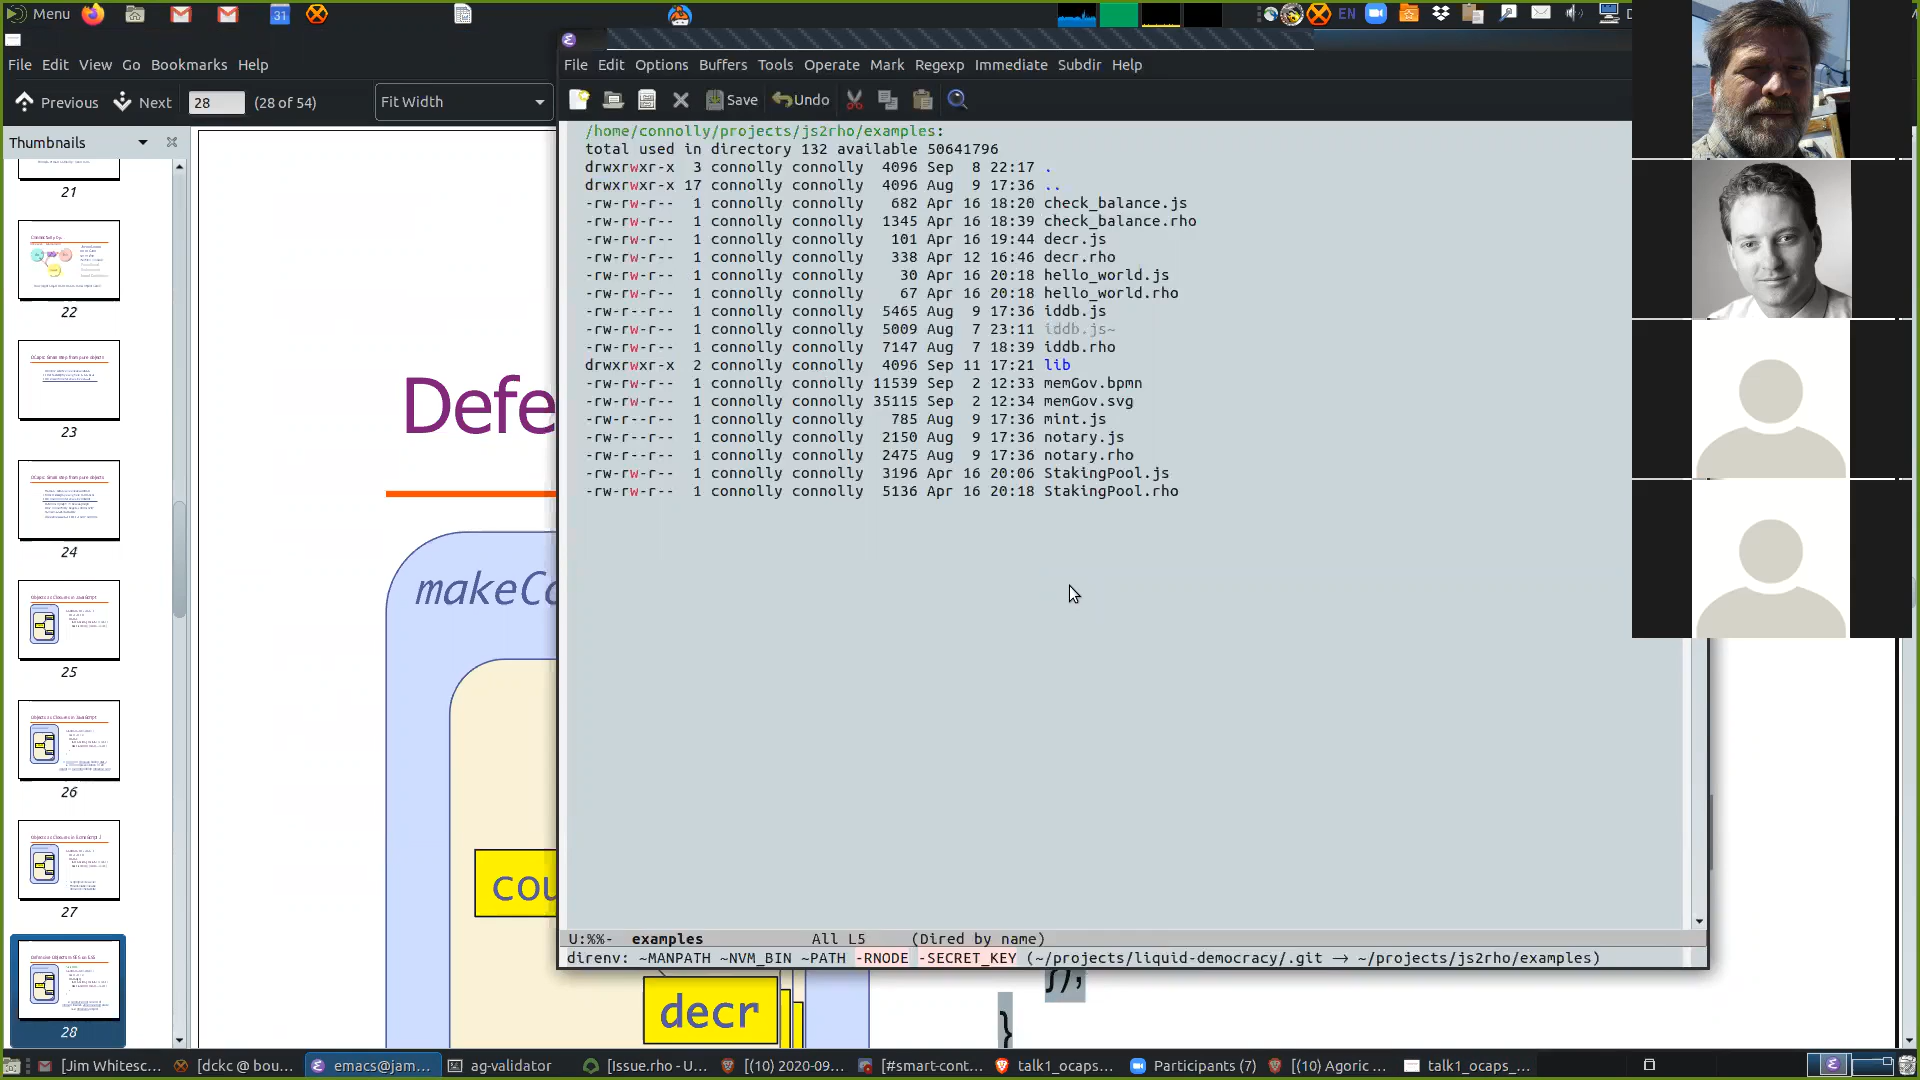 Menu
31
EN
File Edit View Go Bookmarks Help
Previous Next 28 (28 of 54) Fit Width
Thumbnails
21
22
23
24
25
26
27
28
Defe
makeCo
cou
decr
});
}
File Edit Options Buffers Tools Operate Mark Regexp Immediate Subdir Help
Save Undo
/home/connolly/projects/js2rho/examples:
total used in directory 132 available 50641796
drwxrwxr-x 3 connolly connolly 4096 Sep 8 22:17 .
drwxrwxr-x 17 connolly connolly 4096 Aug 9 17:36 ..
-rw-rw-r-- 1 connolly connolly 682 Apr 16 18:20 check_balance.js
-rw-rw-r-- 1 connolly connolly 1345 Apr 16 18:39 check_balance.rho
-rw-rw-r-- 1 connolly connolly 101 Apr 16 19:44 decr.js
-rw-rw-r-- 1 connolly connolly 338 Apr 12 16:46 decr.rho
-rw-rw-r-- 1 connolly connolly 30 Apr 16 20:18 hello_world.js
-rw-rw-r-- 1 connolly connolly 67 Apr 16 20:18 hello_world.rho
-rw-r--r-- 1 connolly connolly 5465 Aug 9 17:36 iddb.js
-rw-rw-r-- 1 connolly connolly 5009 Aug 7 23:11 iddb.js~
-rw-rw-r-- 1 connolly connolly 7147 Aug 7 18:39 iddb.rho
drwxrwxr-x 2 connolly connolly 4096 Sep 11 17:21 lib
-rw-rw-r-- 1 connolly connolly 11539 Sep 2 12:33 memGov.bpmn
-rw-rw-r-- 1 connolly connolly 35115 Sep 2 12:34 memGov.svg
-rw-r--r-- 1 connolly connolly 785 Aug 9 17:36 mint.js
-rw-r--r-- 1 connolly connolly 2150 Aug 9 17:36 notary.js
-rw-r--r-- 1 connolly connolly 2475 Aug 9 17:36 notary.rho
-rw-rw-r-- 1 connolly connolly 3196 Apr 16 20:06 StakingPool.js
-rw-rw-r-- 1 connolly connolly 5136 Apr 16 20:18 StakingPool.rho
U:%%- examples All L5 (Dired by name)
direnv: ~MANPATH ~NVM_BIN ~PATH -RNODE -SECRET_KEY (~/projects/liquid-democracy/.git → ~/projects/js2rho/examples)
[Jim Whitesc... [dckc @ bou... emacs@jam... ag-validator [Issue.rho - U... [(10) 2020-09... [#smart-cont... talk1_ocaps... Participants (7) [(10) Agoric ... talk1_ocaps_...